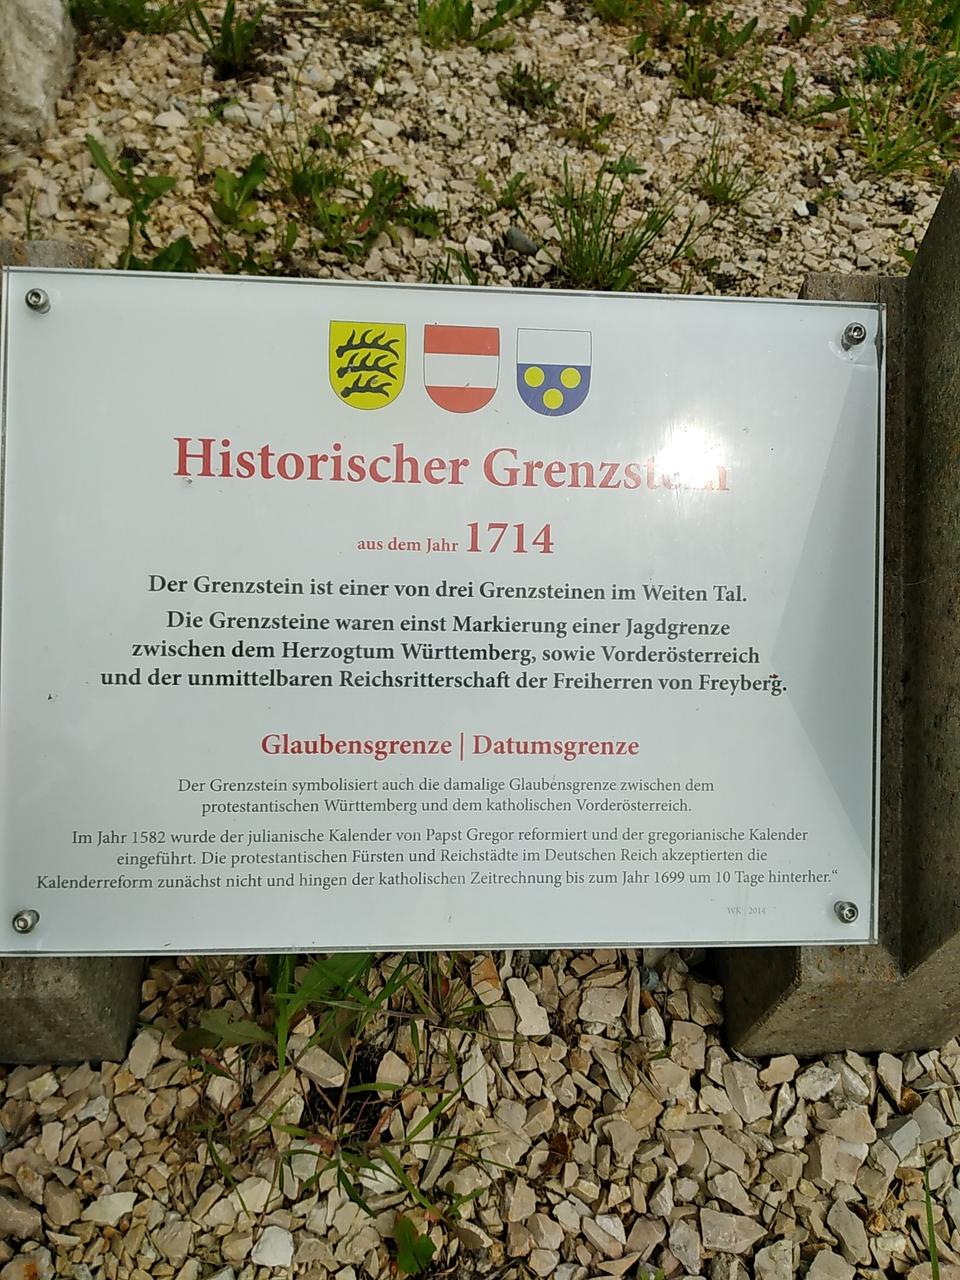 Historischer Grenzstein
aus dem Jahr 1714
Der Grenzstein ist einer von drei Grenzsteinen im Weiten Tal.
Die Grenzsteine waren einst Markierung einer Jagdgrenze
zwischen dem Herzogtum Württemberg, sowie Vorderösterreich
und der unmittelbaren Reichsritterschaft der Freiherren von Freyberg.
Glaubensgrenze | Datumsgrenze
Der Grenzstein symbolisiert auch die damalige Glaubensgrenze zwischen dem
protestantischen Württemberg und dem katholischen Vorderösterreich.
Im Jahr 1582 wurde der julianische Kalender von Papst Gregor reformiert und der gregorianische Kalender
eingeführt. Die protestantischen Fürsten und Reichstädte im Deutschen Reich akzeptierten die
Kalenderreform zunächst nicht und hingen der katholischen Zeitrechnung bis zum Jahr 1699 um 10 Tage hinterher.“
WK 2014